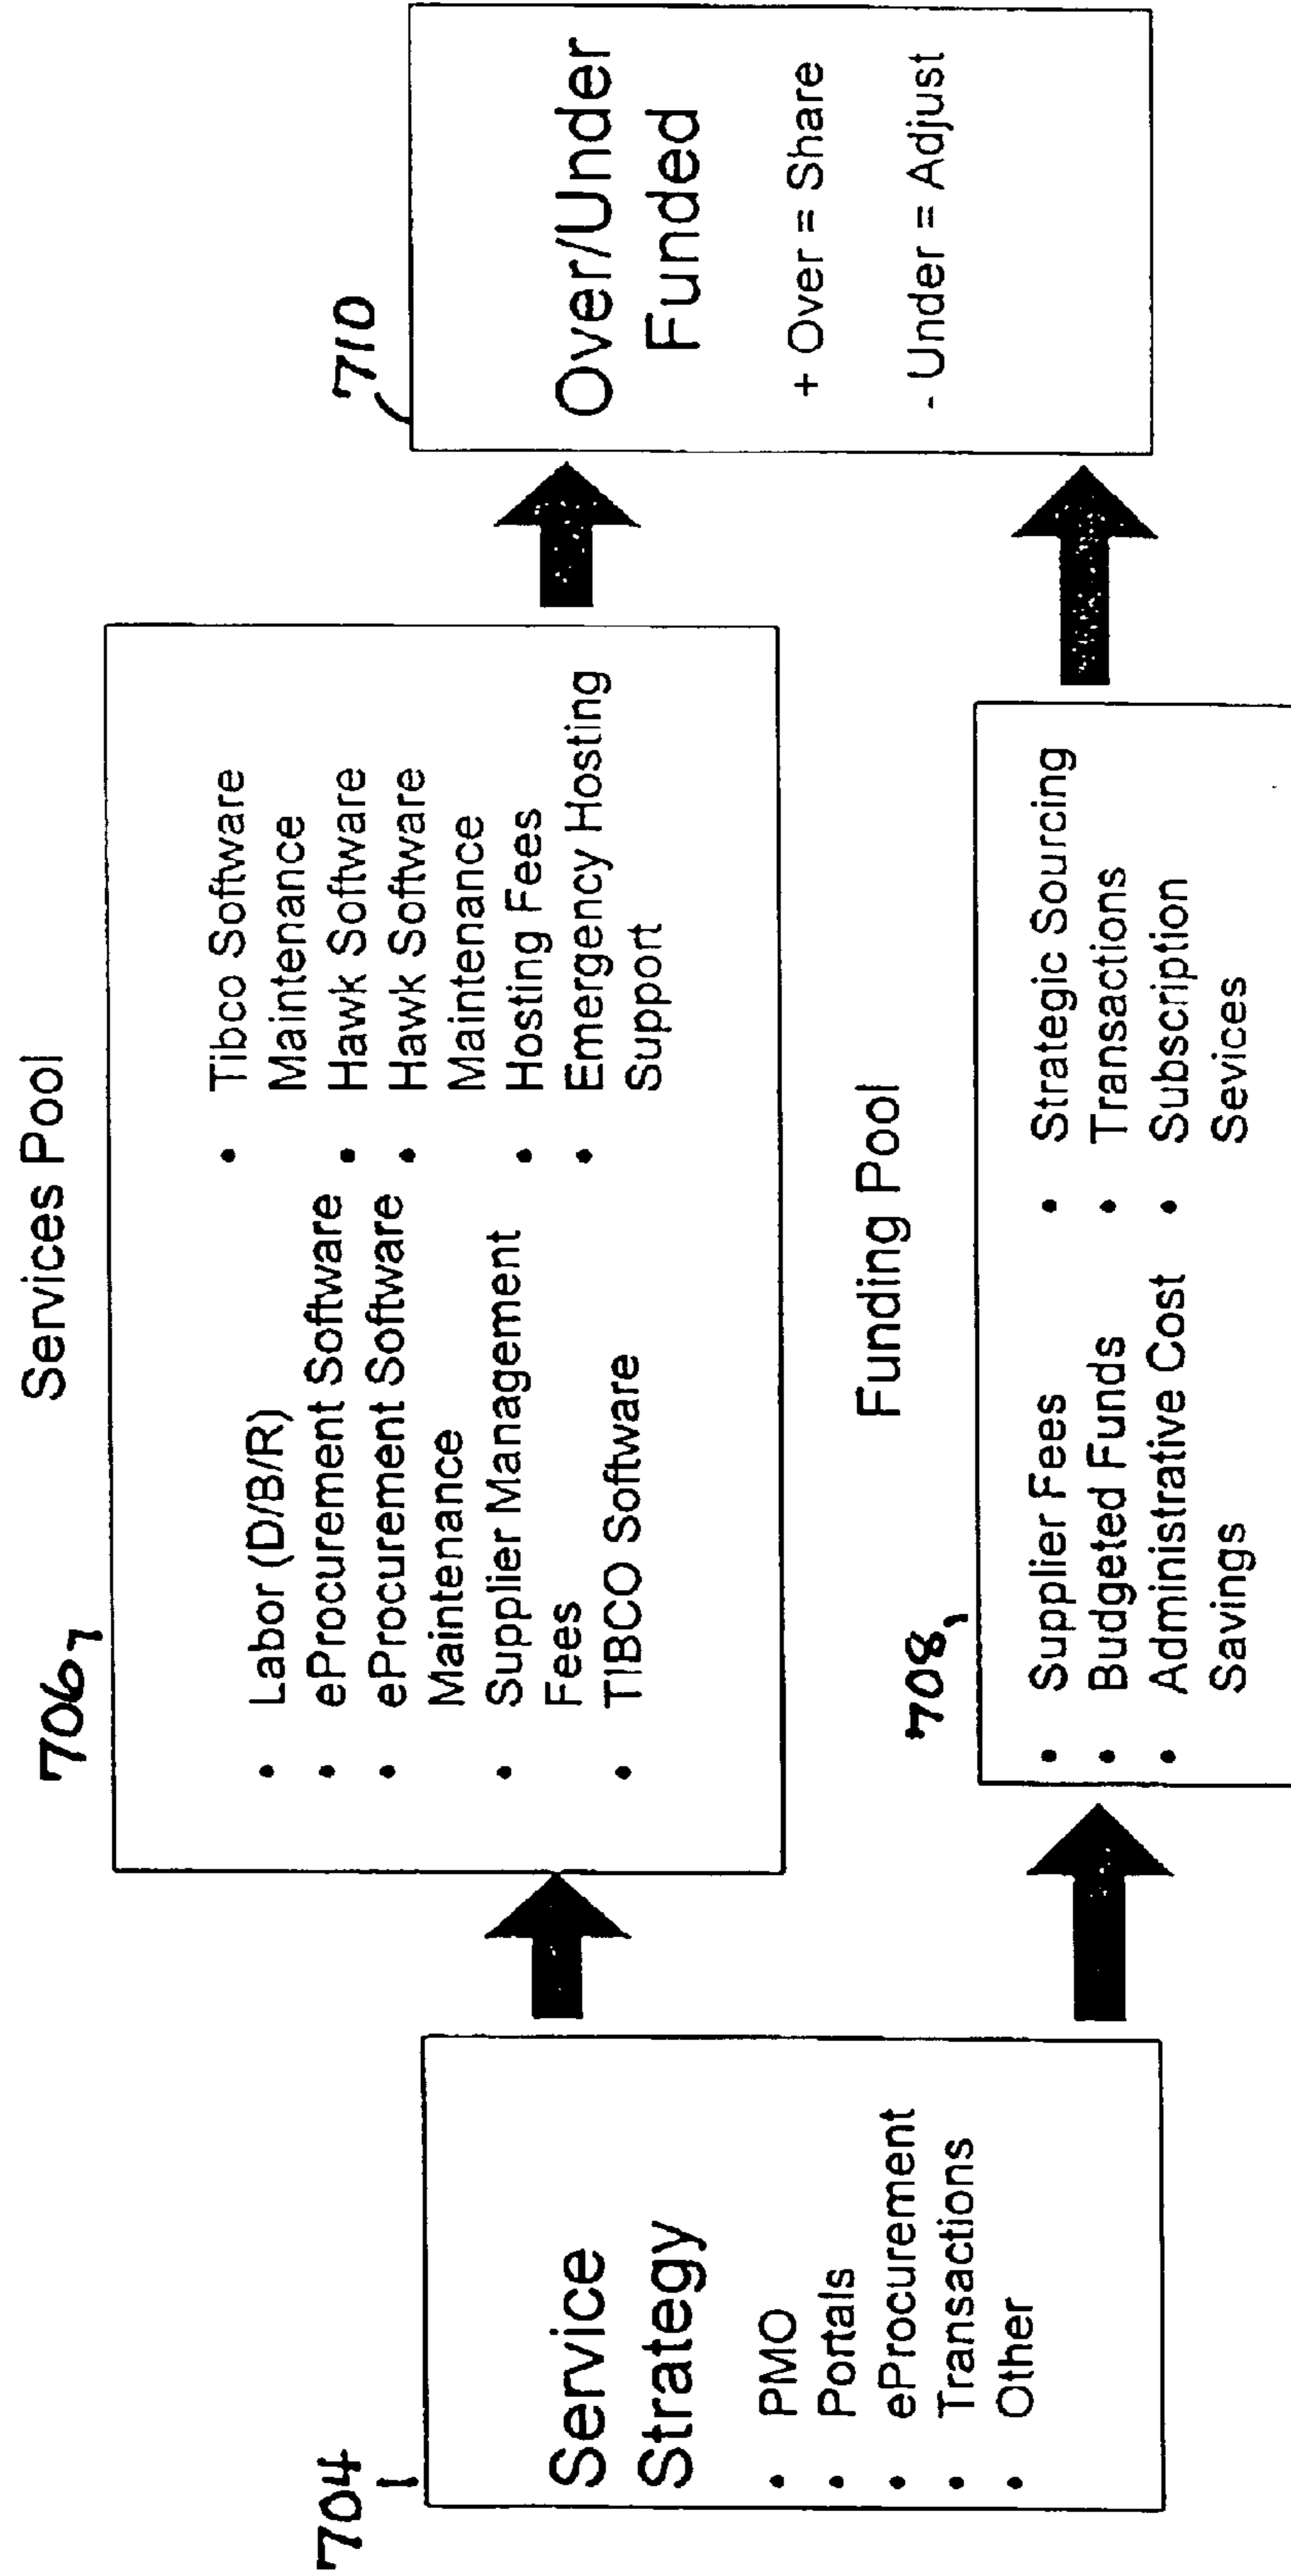 704
Service
Strategy
• PMO
• Portals
• eProcurement
• Transactions
• Other
Services Pool
706
• Labor (D/B/R)
• eProcurement Software
• eProcurement Software
Maintenance
• Supplier Management
Fees
• TIBCO Software
• Tibco Software
Maintenance
• Hawk Software
• Hawk Software
Maintenance
• Hosting Fees
• Emergency Hosting
Support
Funding Pool
708
• Supplier Fees
• Budgeted Funds
• Administrative Cost
Savings
• Strategic Sourcing
• Transactions
• Subscription
Sevices
710
Over/Under
Funded
+ Over = Share
- Under = Adjust